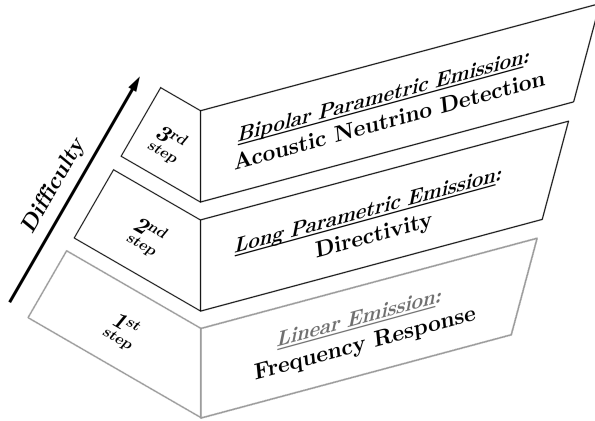 Difficulty
3rd
step
Bipolar Parametric Emission:
Acoustic Neutrino Detection
2nd
step
Long Parametric Emission:
Directivity
1st
step
Linear Emission:
Frequency Response